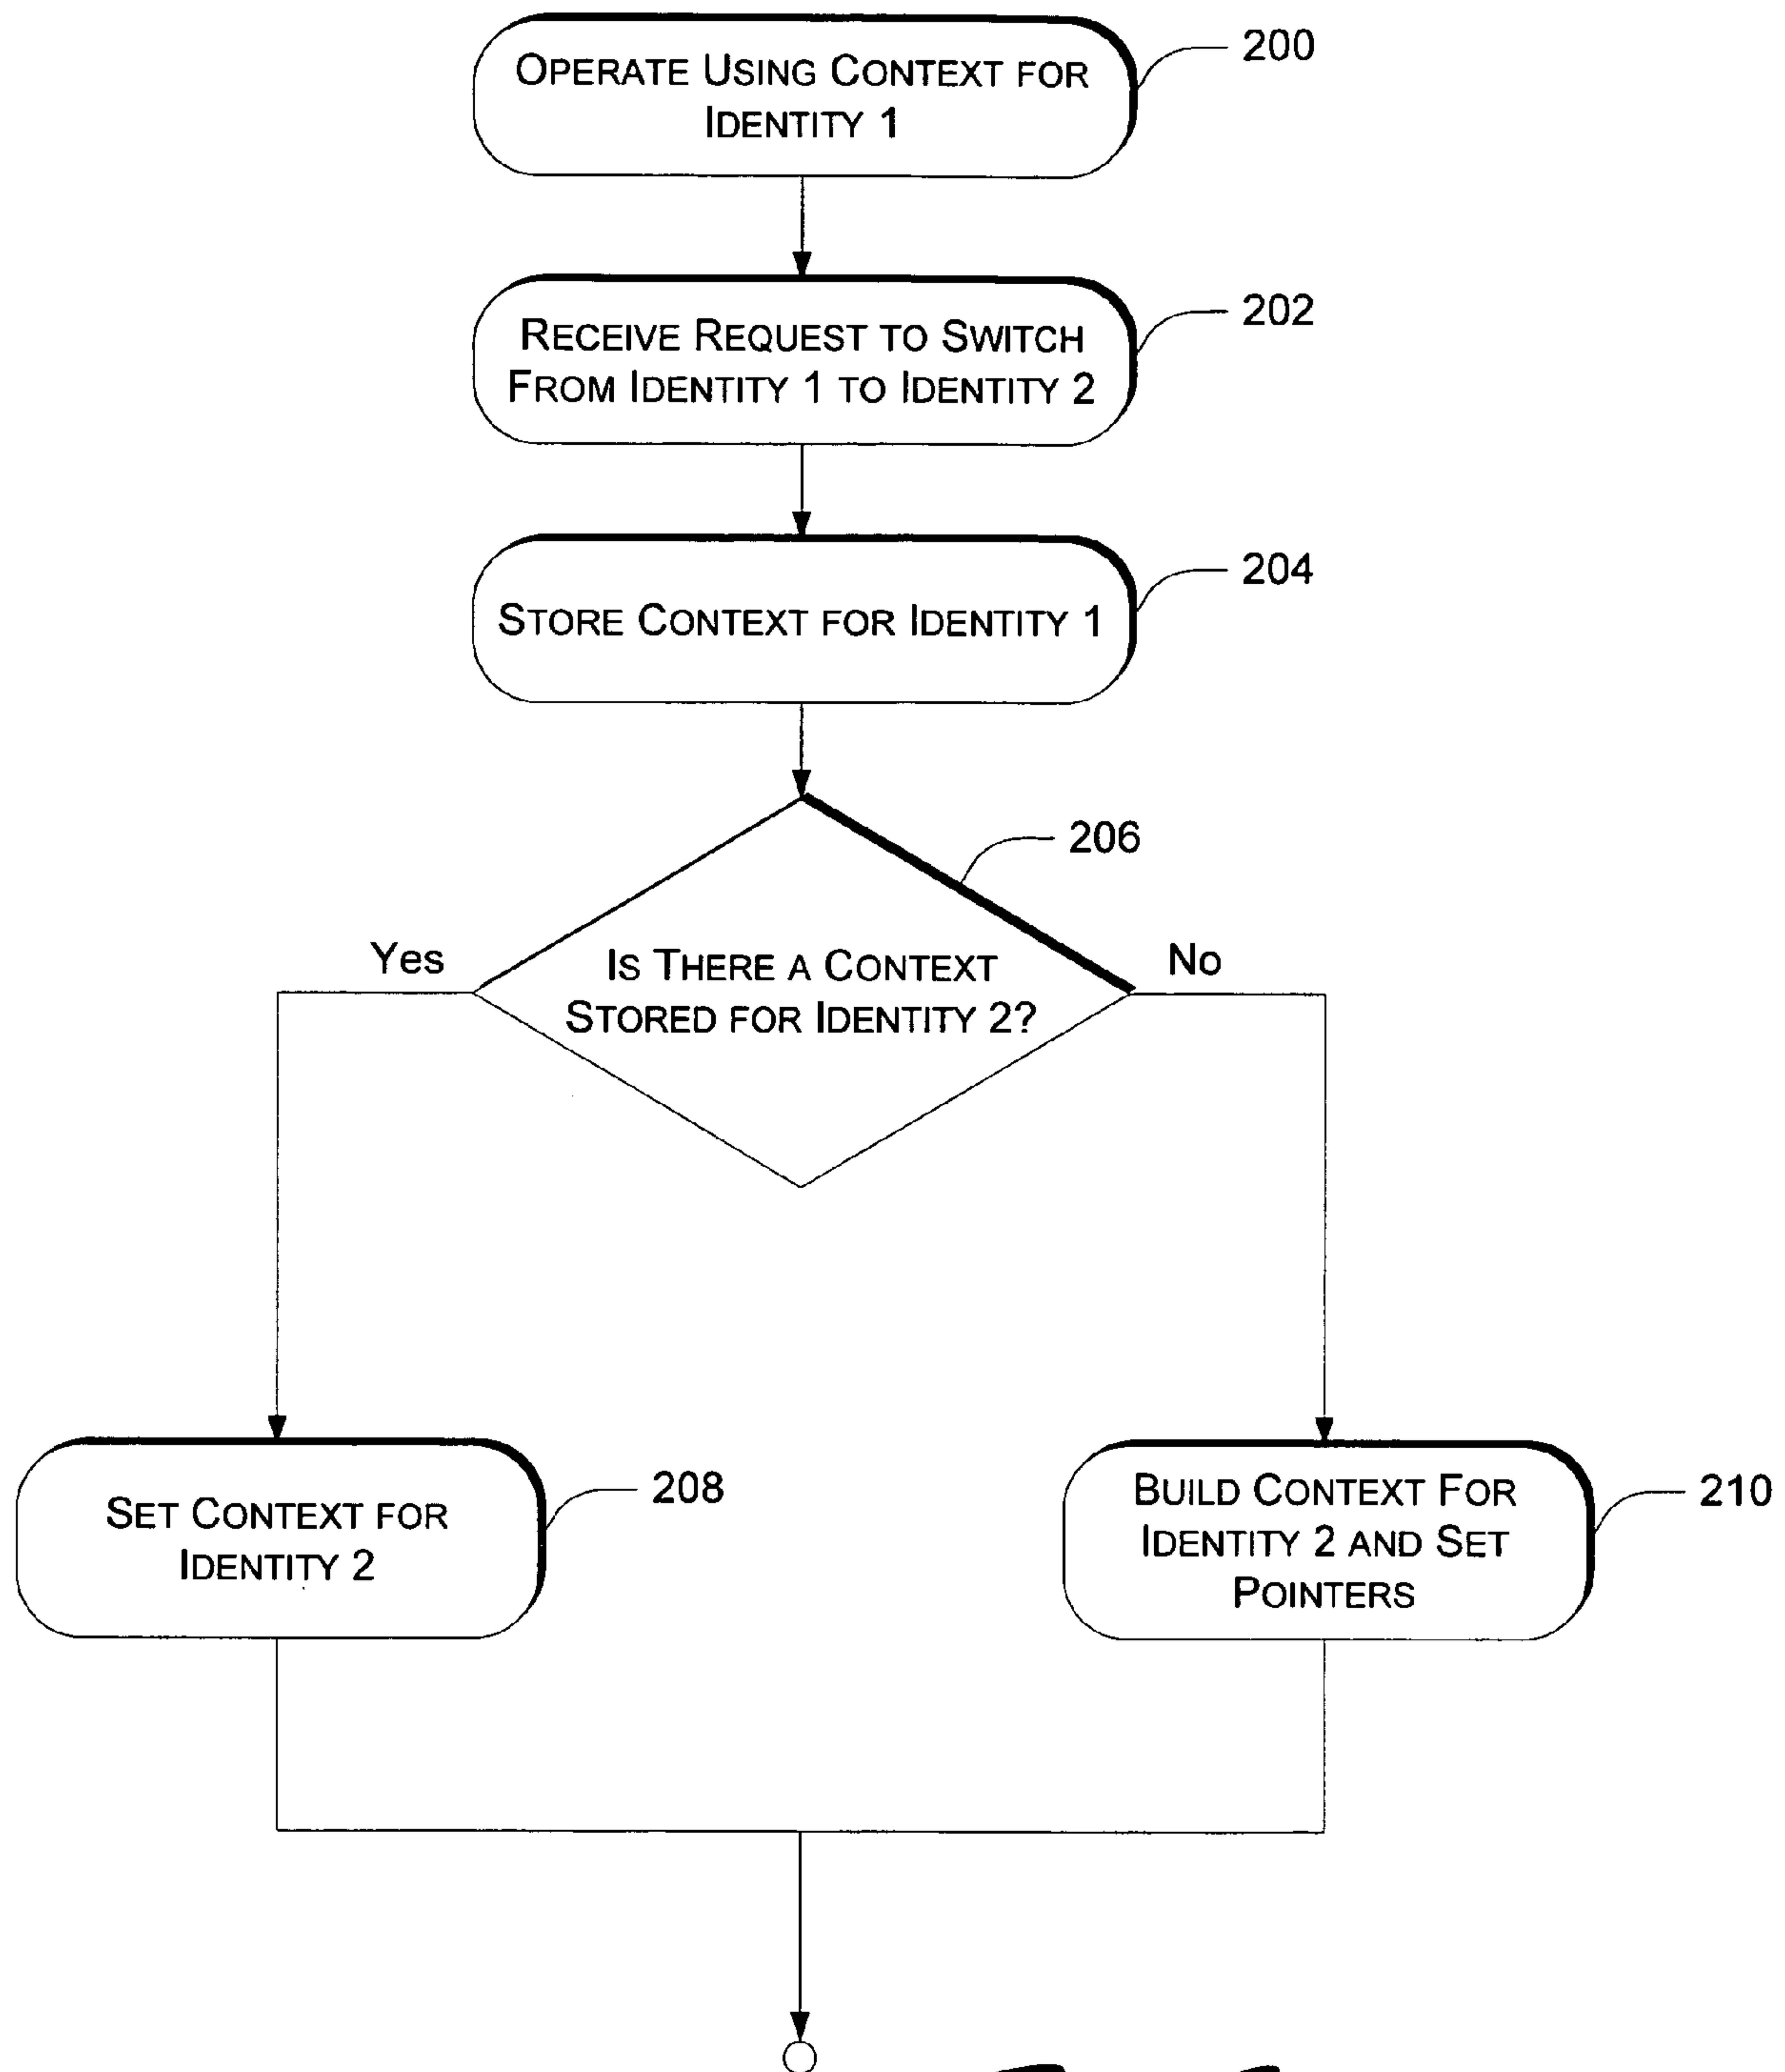 OPERATE USING CONTEXT FOR
IDENTITY 1
200
RECEIVE REQUEST TO SWITCH
FROM IDENTITY 1 TO IDENTITY 2
202
STORE CONTEXT FOR IDENTITY 1
204
206
Yes
IS THERE A CONTEXT
STORED FOR IDENTITY 2?
No
SET CONTEXT FOR
IDENTITY 2
208
BUILD CONTEXT FOR
IDENTITY 2 AND SET
POINTERS
210